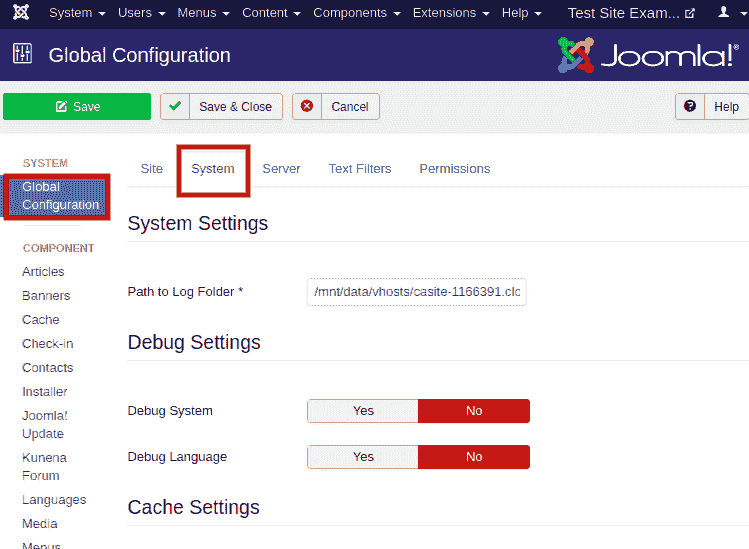 System Users Menus Content Components Extensions Help Test Site Exam...
Global Configuration
Joomla!®
Save
Save & Close
Cancel
Help
SYSTEM
Global
Configuration
COMPONENT
Articles
Banners
Cache
Check-in
Contacts
Installer
Joomla!
Update
Kunena
Forum
Languages
Media
Menus
Site System Server Text Filters Permissions
System Settings
Path to Log Folder * /mnt/data/vhosts/casite-1166391.clo
Debug Settings
Debug System Yes No
Debug Language Yes No
Cache Settings